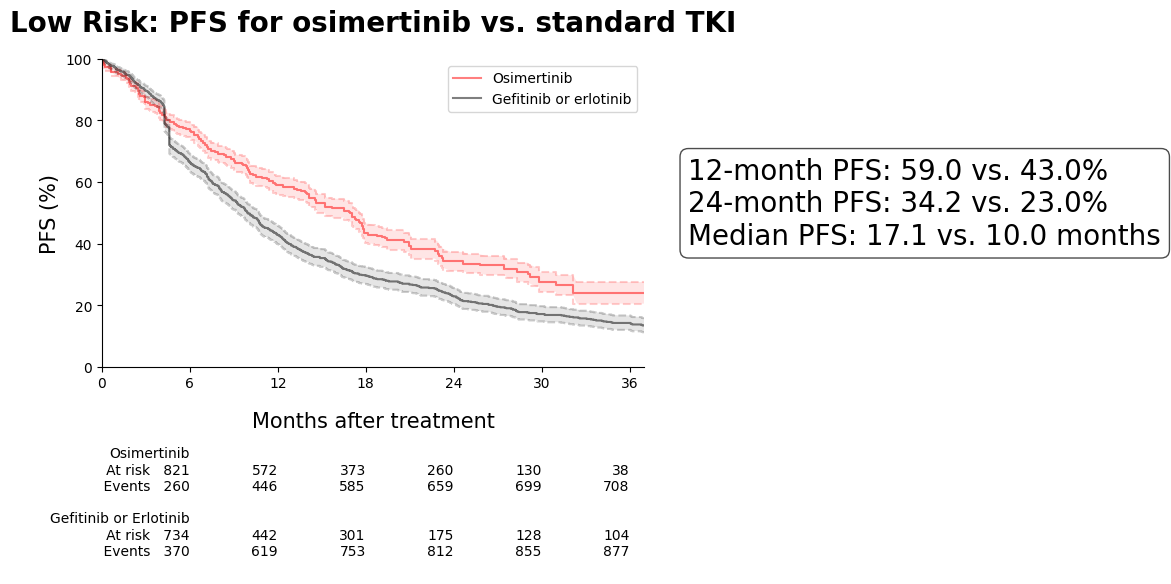 Low Risk: PFS for osimertinib vs. standard TKI
100
80
60
40
20
0
PFS (%)
Osimertinib
Gefitinib or erlotinib
12-month PFS: 59.0 vs. 43.0%
24-month PFS: 34.2 vs. 23.0%
Median PFS: 17.1 vs. 10.0 months
0 6 12 18 24 30 36
Months after treatment
Osimertinib
At risk 821 572 373 260 130 38
Events 260 446 585 659 699 708
Gefitinib or Erlotinib
At risk 734 442 301 175 128 104
Events 370 619 753 812 855 877